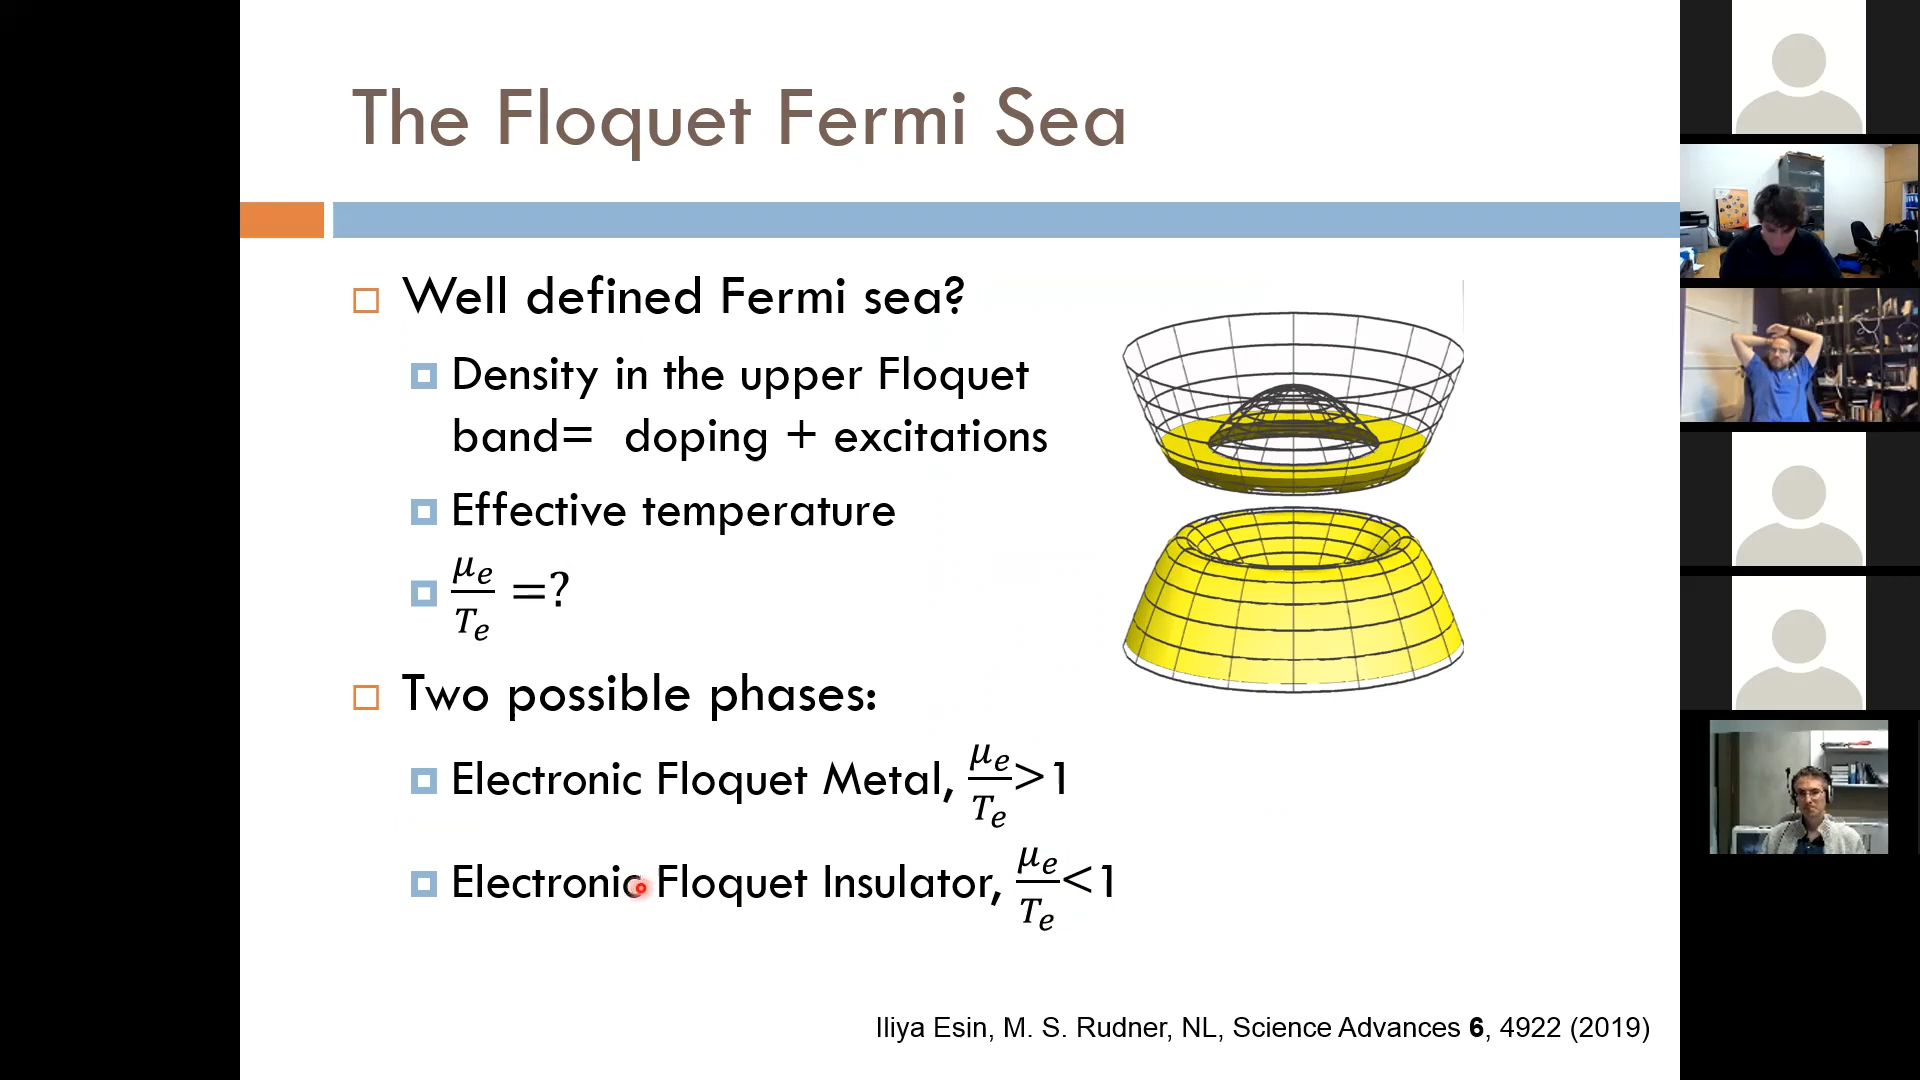 The Floquet Fermi Sea
Well defined Fermi sea?
Density in the upper Floquet
band= doping + excitations
Effective temperature
μₑ/Tₑ =?
Two possible phases:
Electronic Floquet Metal, μₑ/Tₑ>1
Electronic Floquet Insulator, μₑ/Tₑ<1
Iliya Esin, M. S. Rudner, NL, Science Advances 6, 4922 (2019)